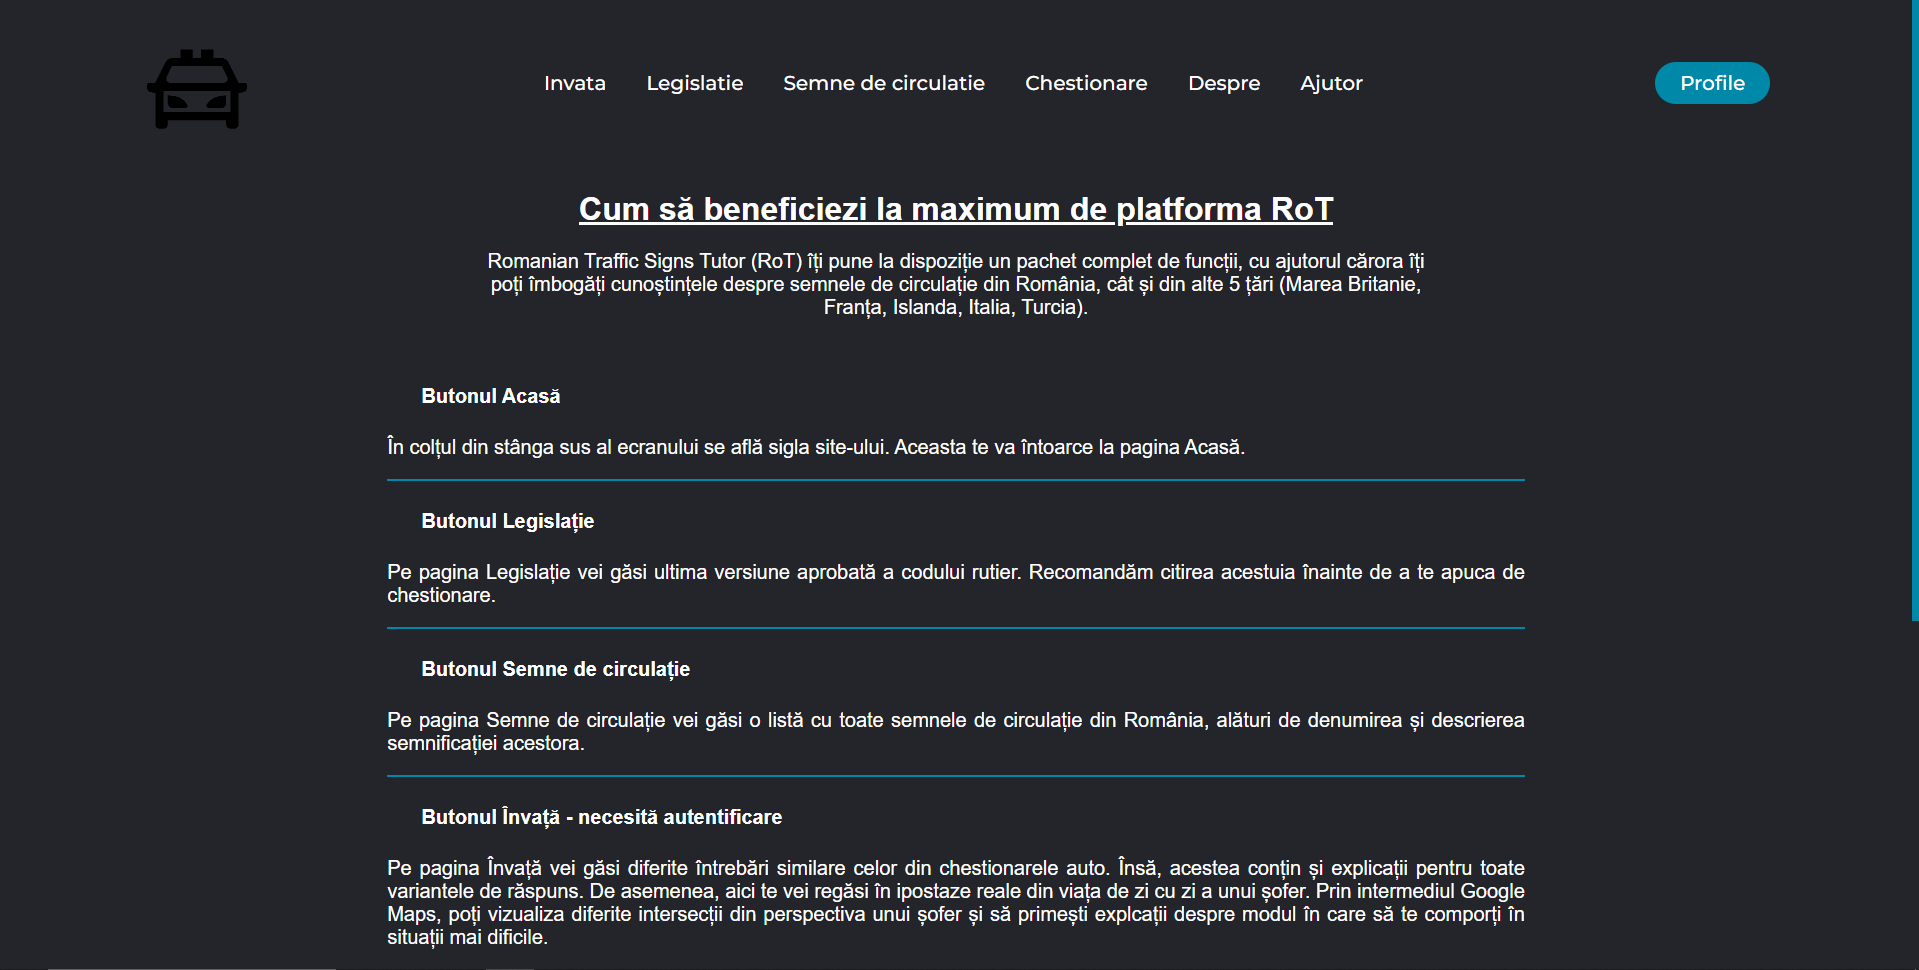 Invata Legislatie Semne de circulatie Chestionare Despre Ajutor Profile
Cum să beneficiezi la maximum de platforma RoT
Romanian Traffic Signs Tutor (RoT) îți pune la dispoziție un pachet complet de funcții, cu ajutorul cărora îți
poți îmbogăți cunoștințele despre semnele de circulație din România, cât și din alte 5 țări (Marea Britanie,
Franța, Islanda, Italia, Turcia).
Butonul Acasă
În colțul din stânga sus al ecranului se află sigla site-ului. Aceasta te va întoarce la pagina Acasă.
Butonul Legislație
Pe pagina Legislație vei găsi ultima versiune aprobată a codului rutier. Recomandăm citirea acestuia înainte de a te apuca de
chestionare.
Butonul Semne de circulație
Pe pagina Semne de circulație vei găsi o listă cu toate semnele de circulație din România, alături de denumirea și descrierea
semnificației acestora.
Butonul Învață - necesită autentificare
Pe pagina Învață vei găsi diferite întrebări similare celor din chestionarele auto. Însă, acestea conțin și explicații pentru toate
variantele de răspuns. De asemenea, aici te vei regăsi în ipostaze reale din viața de zi cu zi a unui șofer. Prin intermediul Google
Maps, poți vizualiza diferite intersecții din perspectiva unui șofer și să primești explcații despre modul în care să te comporți în
situații mai dificile.